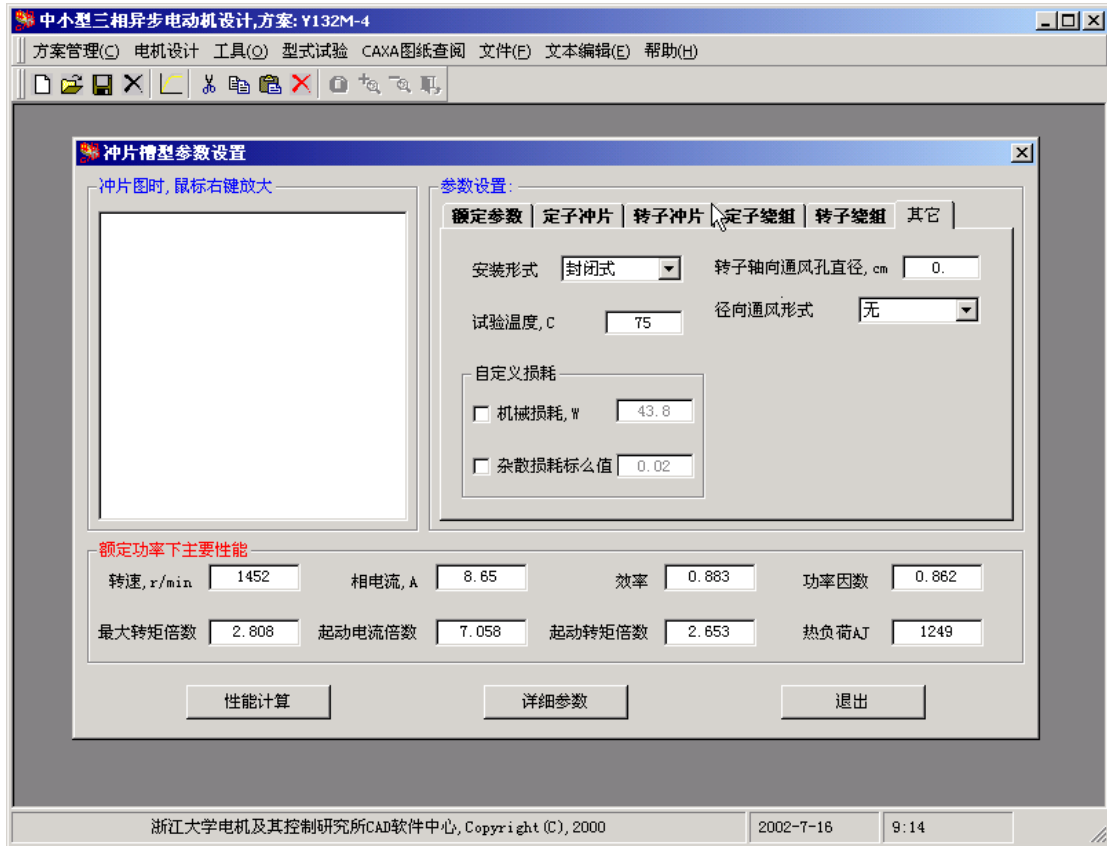 中小型三相异步电动机设计,方案:Y132M-4
方案管理(C) 电机设计 工具(O) 型式试验 CAXA图纸查阅 文件(F) 文本编辑(E) 帮助(H)
冲片槽型参数设置
冲片图时,鼠标右键放大
参数设置:
额定参数 定子冲片 转子冲片 定子绕组 转子绕组 其它
安装形式 封闭式 转子轴向通风孔直径,cm 0.
试验温度,C 75 径向通风形式 无
自定义损耗
机械损耗,W 43.8
杂散损耗标么值 0.02
额定功率下主要性能
转速,r/min 1452 相电流,A 8.65 效率 0.883 功率因数 0.862
最大转矩倍数 2.808 起动电流倍数 7.058 起动转矩倍数 2.653 热负荷AJ 1249
性能计算 详细参数 退出
浙江大学电机及其控制研究所CAD软件中心,Copyright(C),2000 2002-7-16 9:14